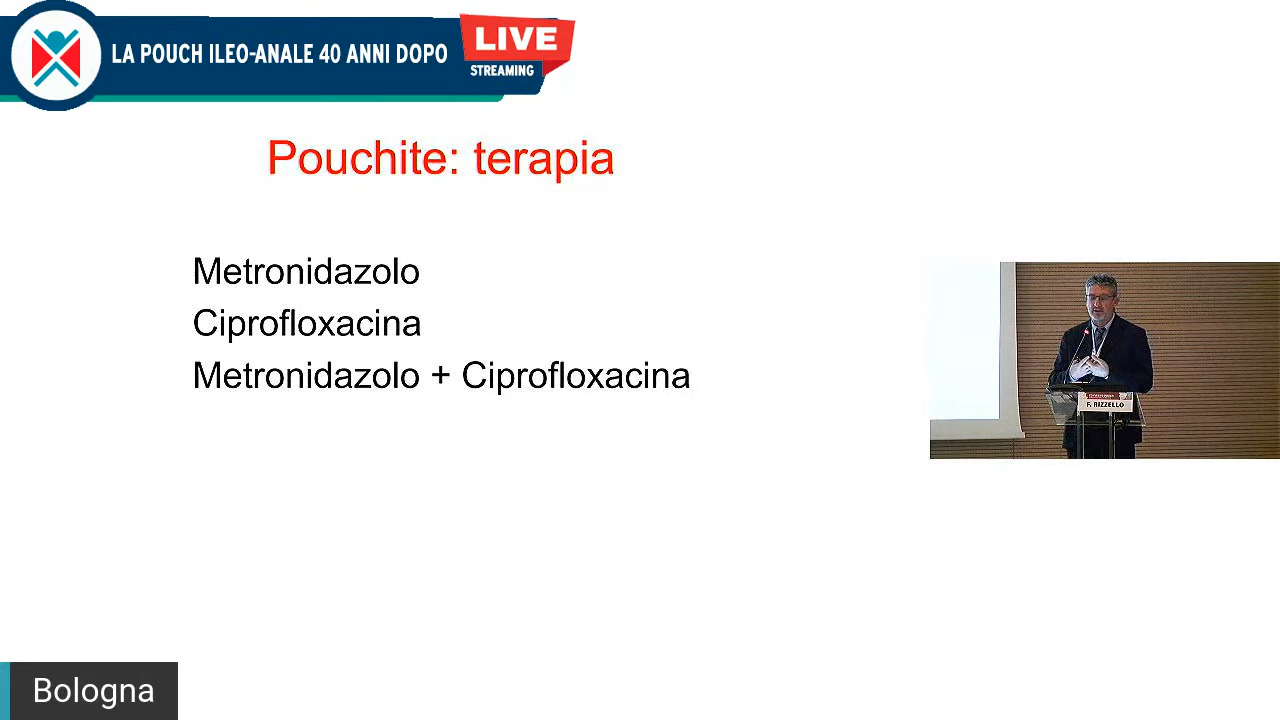 LA POUCH ILEO-ANALE 40 ANNI DOPO
LIVE
STREAMING
Pouchite: terapia
Metronidazolo
Ciprofloxacina
Metronidazolo + Ciprofloxacina
F. RIZZELLO
Bologna